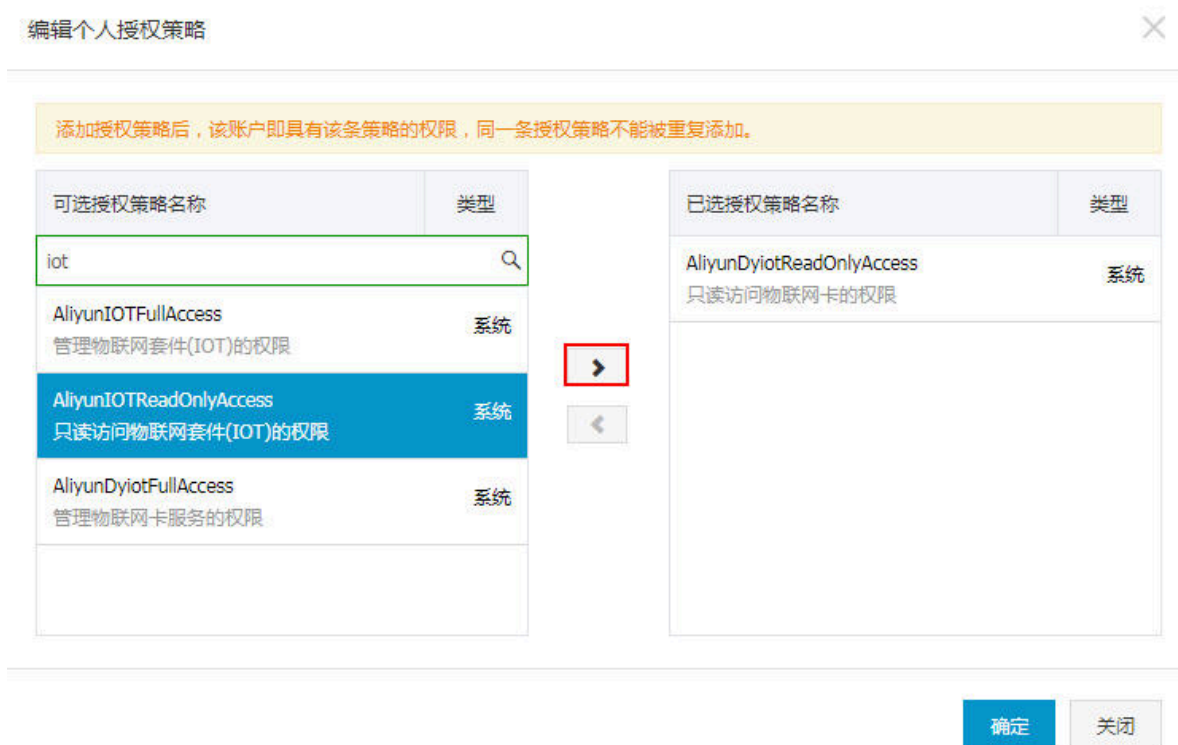 编辑个人授权策略
添加授权策略后，该账户即具有该条策略的权限，同一条授权策略不能被重复添加。
可选授权策略名称 类型
iot
AliyunIOTFullAccess
管理物联网套件(IOT)的权限
系统
AliyunIOTReadOnlyAccess
只读访问物联网套件(IOT)的权限
系统
AliyunDyiotFullAccess
管理物联网卡服务的权限
系统
已选授权策略名称 类型
AliyunDyiotReadOnlyAccess
只读访问物联网卡的权限
系统
确定 关闭